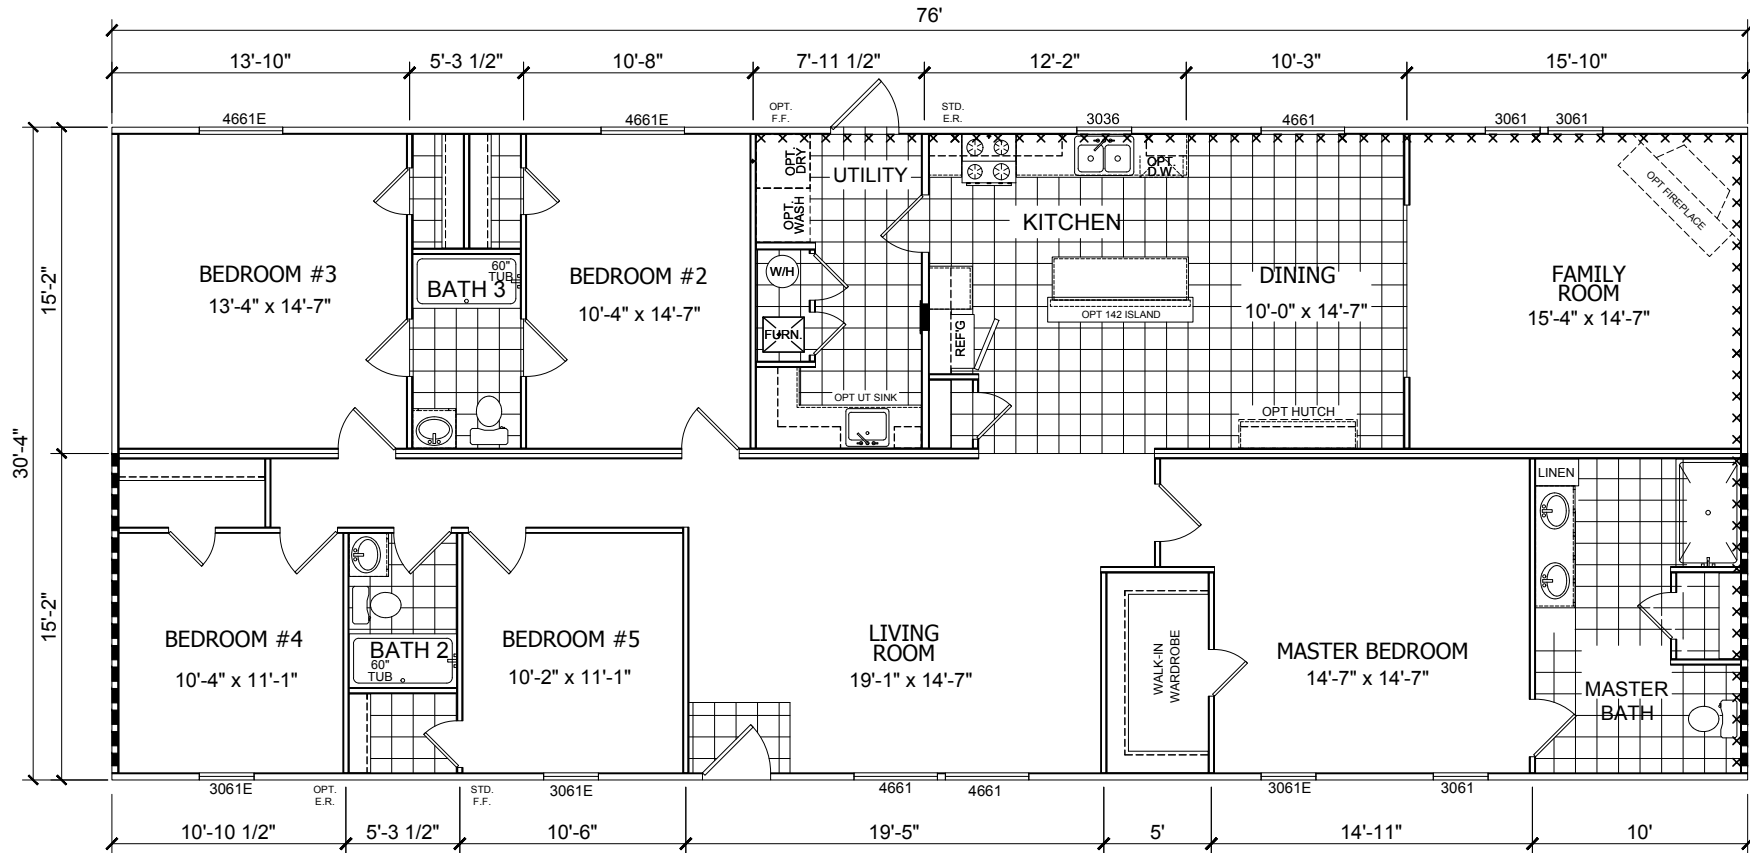 76'
13'-10"
5'-3 1/2"
10'-8"
7'-11 1/2"
12'-2"
10'-3"
15'-10"
4661E
4661E
OPT.
F.F.
STD.
E.R.
3036
4661
3061
3061
OPT.
DRY
OPT.
WASH
UTILITY
OPT.
D.W.
OPT FIREPLACE
KITCHEN
BEDROOM #3
13'-4" x 14'-7"
60"
TUB
BATH 3
BEDROOM #2
10'-4" x 14'-7"
W/H
FURN.
REF'G
OPT 142 ISLAND
DINING
10'-0" x 14'-7"
FAMILY
ROOM
15'-4" x 14'-7"
OPT UT SINK
OPT HUTCH
15'-2"
30'-4"
15'-2"
LINEN
BEDROOM #4
10'-4" x 11'-1"
BATH 2
60"
TUB
BEDROOM #5
10'-2" x 11'-1"
LIVING
ROOM
19'-1" x 14'-7"
WALK-IN
WARDROBE
MASTER BEDROOM
14'-7" x 14'-7"
MASTER
BATH
3061E
OPT.
E.R.
STD.
F.F.
3061E
4661
4661
3061E
3061
10'-10 1/2"
5'-3 1/2"
10'-6"
19'-5"
5'
14'-11"
10'